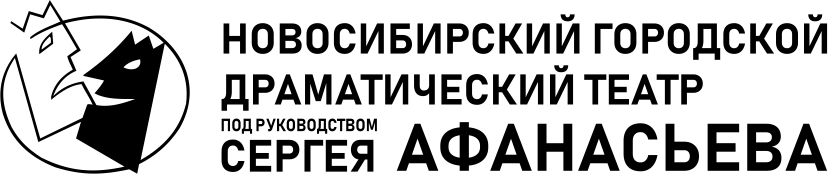 НОВОСИБИРСКИЙ ГОРОДСКОЙ
ДРАМАТИЧЕСКИЙ ТЕАТР
ПОД РУКОВОДСТВОМ
СЕРГЕЯ АФАНАСЬЕВА